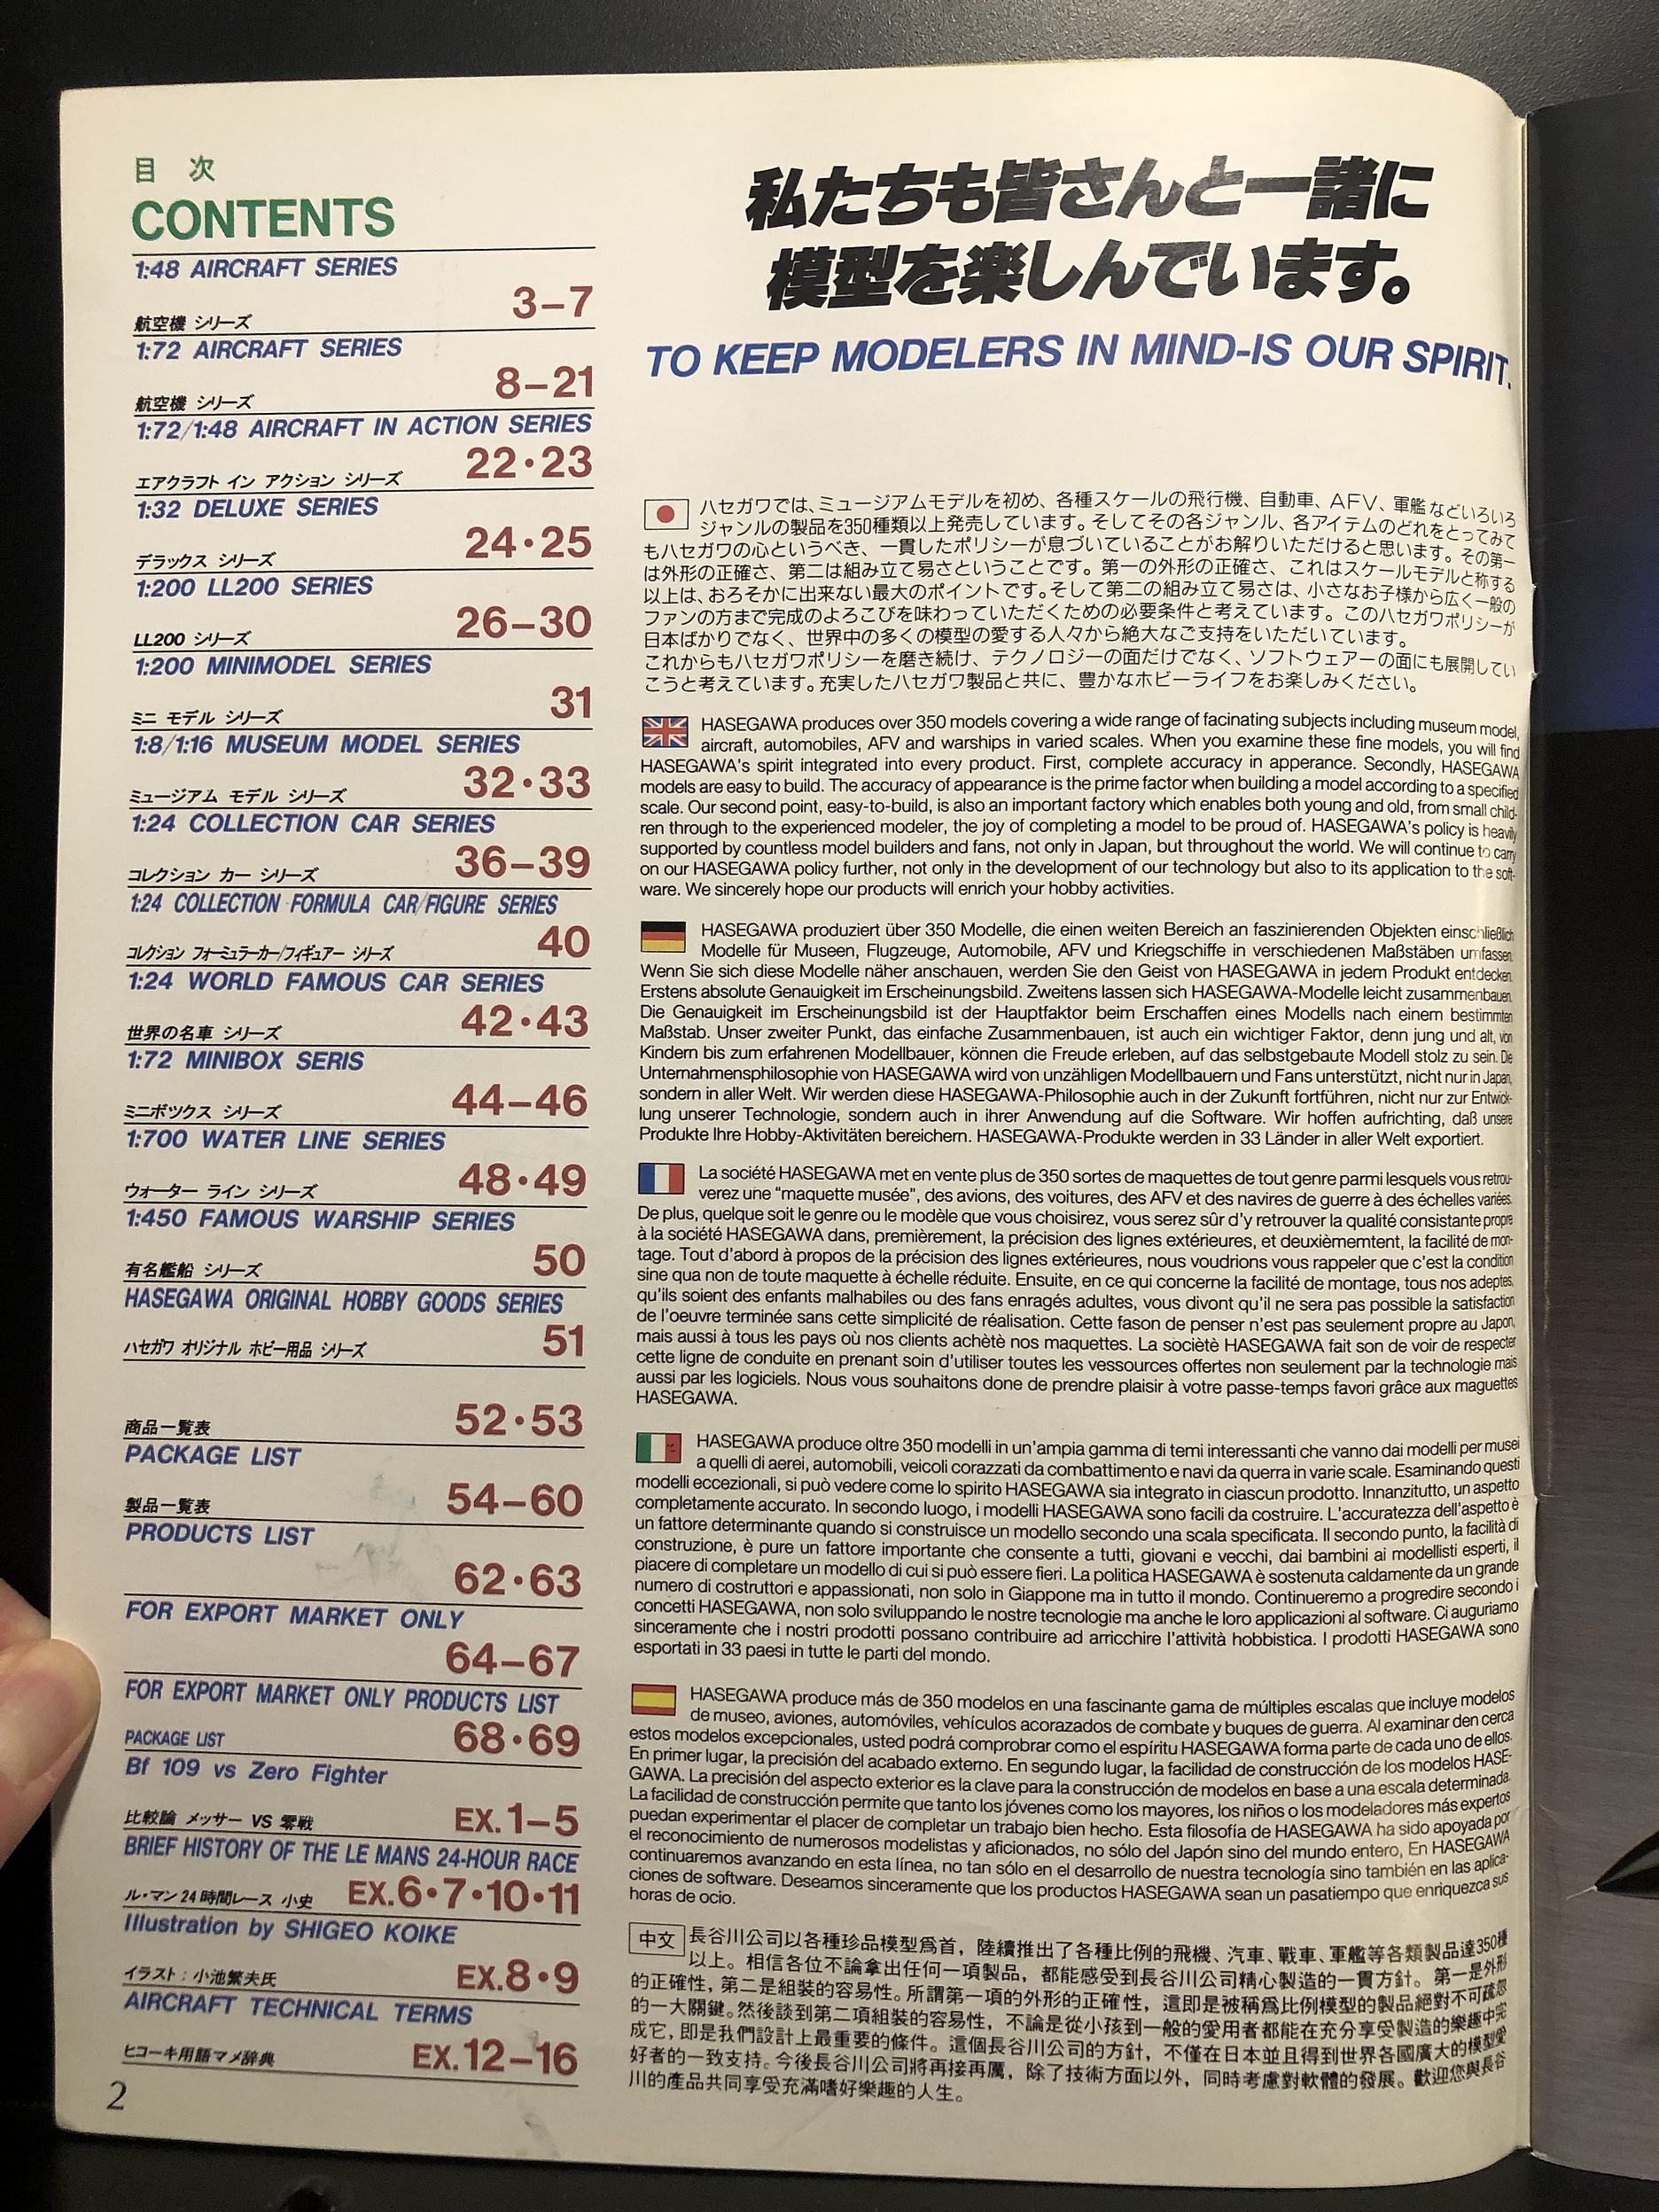 目 次
CONTENTS
1:48 AIRCRAFT SERIES
3–7
航空機 シリーズ
1:72 AIRCRAFT SERIES
8–21
航空機 シリーズ
1:72/1:48 AIRCRAFT IN ACTION SERIES
22・23
エアクラフト イン アクション シリーズ
1:32 DELUXE SERIES
24・25
デラックス シリーズ
1:200 LL200 SERIES
26–30
LL200 シリーズ
1:200 MINIMODEL SERIES
31
ミニ モデル シリーズ
1:8/1:16 MUSEUM MODEL SERIES
32・33
ミュージアム モデル シリーズ
1:24 COLLECTION CAR SERIES
36–39
コレクション カー シリーズ
1:24 COLLECTION FORMULA CAR/FIGURE SERIES
40
コレクション フォーミュラーカー/フィギュアー シリーズ
1:24 WORLD FAMOUS CAR SERIES
42・43
世界の名車 シリーズ
1:72 MINIBOX SERIS
44–46
ミニボックス シリーズ
1:700 WATER LINE SERIES
48・49
ウォーター ライン シリーズ
1:450 FAMOUS WARSHIP SERIES
50
有名艦船 シリーズ
HASEGAWA ORIGINAL HOBBY GOODS SERIES
51
ハセガワ オリジナル ホビー用品 シリーズ
52・53
商品一覧表
PACKAGE LIST
54–60
製品一覧表
PRODUCTS LIST
62・63
FOR EXPORT MARKET ONLY
64–67
FOR EXPORT MARKET ONLY PRODUCTS LIST
68・69
PACKAGE LIST
Bf 109 vs Zero Fighter
EX.1–5
比較論 メッサー VS 零戦
BRIEF HISTORY OF THE LE MANS 24-HOUR RACE
EX.6・7・10・11
ル・マン24時間レース 小史
Illustration by SHIGEO KOIKE
EX.8・9
イラスト：小池繁夫氏
AIRCRAFT TECHNICAL TERMS
EX.12–16
ヒコーキ用語マメ辞典
2
私たちも皆さんと一諸に
模型を楽しんでいます。
TO KEEP MODELERS IN MIND-IS OUR SPIRIT.
ハセガワでは、ミュージアムモデルを初め、各種スケールの飛行機、自動車、AFV、軍艦などいろいろ
ジャンルの製品を350種類以上発売しています。そしてその各ジャンル、各アイテムのどれをとってみて
もハセガワの心というべき、一貫したポリシーが息づいていることがお解りいただけると思います。その第一
は外形の正確さ、第二は組み立て易さということです。第一の外形の正確さ、これはスケールモデルと称する
以上は、おろそかに出来ない最大のポイントです。そして第二の組み立て易さは、小さなお子様から広く一般の
ファンの方まで完成のよろこびを味わっていただくための必要条件と考えています。このハセガワポリシーが
日本ばかりでなく、世界中の多くの模型の愛する人々から絶大なご支持をいただいています。
これからもハセガワポリシーを磨き続け、テクノロジーの面だけでなく、ソフトウェアーの面にも展開してい
こうと考えています。充実したハセガワ製品と共に、豊かなホビーライフをお楽しみください。
HASEGAWA produces over 350 models covering a wide range of facinating subjects including museum model,
aircraft, automobiles, AFV and warships in varied scales. When you examine these fine models, you will find
HASEGAWA's spirit integrated into every product. First, complete accuracy in apperance. Secondly, HASEGAWA
models are easy to build. The accuracy of appearance is the prime factor when building a model according to a specified
scale. Our second point, easy-to-build, is also an important factory which enables both young and old, from small child-
ren through to the experienced modeler, the joy of completing a model to be proud of. HASEGAWA's policy is heavily
supported by countless model builders and fans, not only in Japan, but throughout the world. We will continue to carry
on our HASEGAWA policy further, not only in the development of our technology but also to its application to the soft-
ware. We sincerely hope our products will enrich your hobby activities.
HASEGAWA produziert über 350 Modelle, die einen weiten Bereich an faszinierenden Objekten einschließlich
Modelle für Museen, Flugzeuge, Automobile, AFV und Kriegschiffe in verschiedenen Maßstäben umfassen.
Wenn Sie sich diese Modelle näher anschauen, werden Sie den Geist von HASEGAWA in jedem Produkt entdecken.
Erstens absolute Genauigkeit im Erscheinungsbild. Zweitens lassen sich HASEGAWA-Modelle leicht zusammenbauen.
Die Genauigkeit im Erscheinungsbild ist der Hauptfaktor beim Erschaffen eines Modells nach einem bestimmten
Maßstab. Unser zweiter Punkt, das einfache Zusammenbauen, ist auch ein wichtiger Faktor, denn jung und alt, von
Kindern bis zum erfahrenen Modellbauer, können die Freude erleben, auf das selbstgebaute Modell stolz zu sein. Die
Unternahmensphilosophie von HASEGAWA wird von unzähligen Modellbauern und Fans unterstützt, nicht nur in Japan,
sondern in aller Welt. Wir werden diese HASEGAWA-Philosophie auch in der Zukunft fortführen, nicht nur zur Entwick-
lung unserer Technologie, sondern auch in ihrer Anwendung auf die Software. Wir hoffen aufrichting, daß unsere
Produkte Ihre Hobby-Aktivitäten bereichern. HASEGAWA-Produkte werden in 33 Länder in aller Welt exportiert.
La société HASEGAWA met en vente plus de 350 sortes de maquettes de tout genre parmi lesquels vous retrou-
verez une "maquette musée", des avions, des voitures, des AFV et des navires de guerre à des échelles variées.
De plus, quelque soit le genre ou le modèle que vous choisirez, vous serez sûr d'y retrouver la qualité consistante propre
à la société HASEGAWA dans, premièrement, la précision des lignes extérieures, et deuxièmemtent, la facilité de mon-
tage. Tout d'abord à propos de la précision des lignes extérieures, nous voudrions vous rappeler que c'est la condition
sine qua non de toute maquette à échelle réduite. Ensuite, en ce qui concerne la facilité de montage, tous nos adeptes,
qu'ils soient des enfants malhabiles ou des fans enragés adultes, vous divont qu'il ne sera pas possible la satisfaction
de l'oeuvre terminée sans cette simplicité de réalisation. Cette fason de penser n'est pas seulement propre au Japon,
mais aussi à tous les pays où nos clients achètè nos maquettes. La socièté HASEGAWA fait son de voir de respecter
cette ligne de conduite en prenant soin d'utiliser toutes les vessources offertes non seulement par la technologie mais
aussi par les logiciels. Nous vous souhaitons done de prendre plaisir à votre passe-temps favori grâce aux maguettes
HASEGAWA.
HASEGAWA produce oltre 350 modelli in un'ampia gamma di temi interessanti che vanno dai modelli per musei
a quelli di aerei, automobili, veicoli corazzati da combattimento e navi da querra in varie scale. Esaminando questi
modelli eccezionali, si può vedere come lo spirito HASEGAWA sia integrato in ciascun prodotto. Innanzitutto, un aspetto
completamente accurato. In secondo luogo, i modelli HASEGAWA sono facili da costruire. L'accuratezza dell'aspetto è
un fattore determinante quando si construisce un modello secondo una scala specificata. Il secondo punto, la facilità di
construzione, è pure un fattore importante che consente a tutti, giovani e vecchi, dai bambini ai modellisti esperti, il
piacere di completare un modello di cui si può essere fieri. La politica HASEGAWA è sostenuta caldamente da un grande
numero di costruttori e appassionati, non solo in Giappone ma in tutto il mondo. Continueremo a progredire secondo i
concetti HASEGAWA, non solo sviluppando le nostre tecnologie ma anche le loro applicazioni al software. Ci auguriamo
sinceramente che i nostri prodotti possano contribuire ad arricchire l'attività hobbistica. I prodotti HASEGAWA sono
esportati in 33 paesi in tutte le parti del mondo.
HASEGAWA produce más de 350 modelos en una fascinante gama de múltiples escalas que incluye modelos
de museo, aviones, automóviles, vehículos acorazados de combate y buques de guerra. Al examinar den cerca
estos modelos excepcionales, usted podrá comprobrar como el espíritu HASEGAWA forma parte de cada uno de ellos.
En primer lugar, la precisión del acabado externo. En segundo lugar, la facilidad de construcción de los modelos HASE-
GAWA. La precisión del aspecto exterior es la clave para la construcción de modelos en base a una escala determinada.
La facilidad de construcción permite que tanto los jóvenes como los mayores, los niños o los modeladores más expertos
puedan experimentar el placer de completar un trabajo bien hecho. Esta filosofía de HASEGAWA ha sido apoyada por
el reconocimiento de numerosos modelistas y aficionados, no sólo del Japón sino del mundo entero, En HASEGAWA
continuaremos avanzando en esta línea, no tan sólo en el desarrollo de nuestra tecnología sino también en las aplica-
ciones de software. Deseamos sinceramente que los productos HASEGAWA sean un pasatiempo que enriquezca sus
horas de ocio.
中文 長谷川公司以各種珍品模型爲首，陸續推出了各種比例的飛機、汽車、戰車、軍艦等各類製品達350種
以上。相信各位不論拿出任何一項製品，都能感受到長谷川公司精心製造的一貫方針。第一是外形
的正確性，第二是組裝的容易性。所謂第一項的外形的正確性，這即是被稱爲比例模型的製品絕對不可疏忽
的一大關鍵。然後談到第二項組裝的容易性，不論是從小孩到一般的愛用者都能在充分享受製造的樂趣中完
成它，即是我們設計上最重要的條件。這個長谷川公司的方針，不僅在日本並且得到世界各國廣大的模型愛
好者的一致支持。今後長谷川公司將再接再厲，除了技術方面以外，同時考慮對軟體的發展。歡迎您與長谷
川的產品共同享受充滿嗜好樂趣的人生。